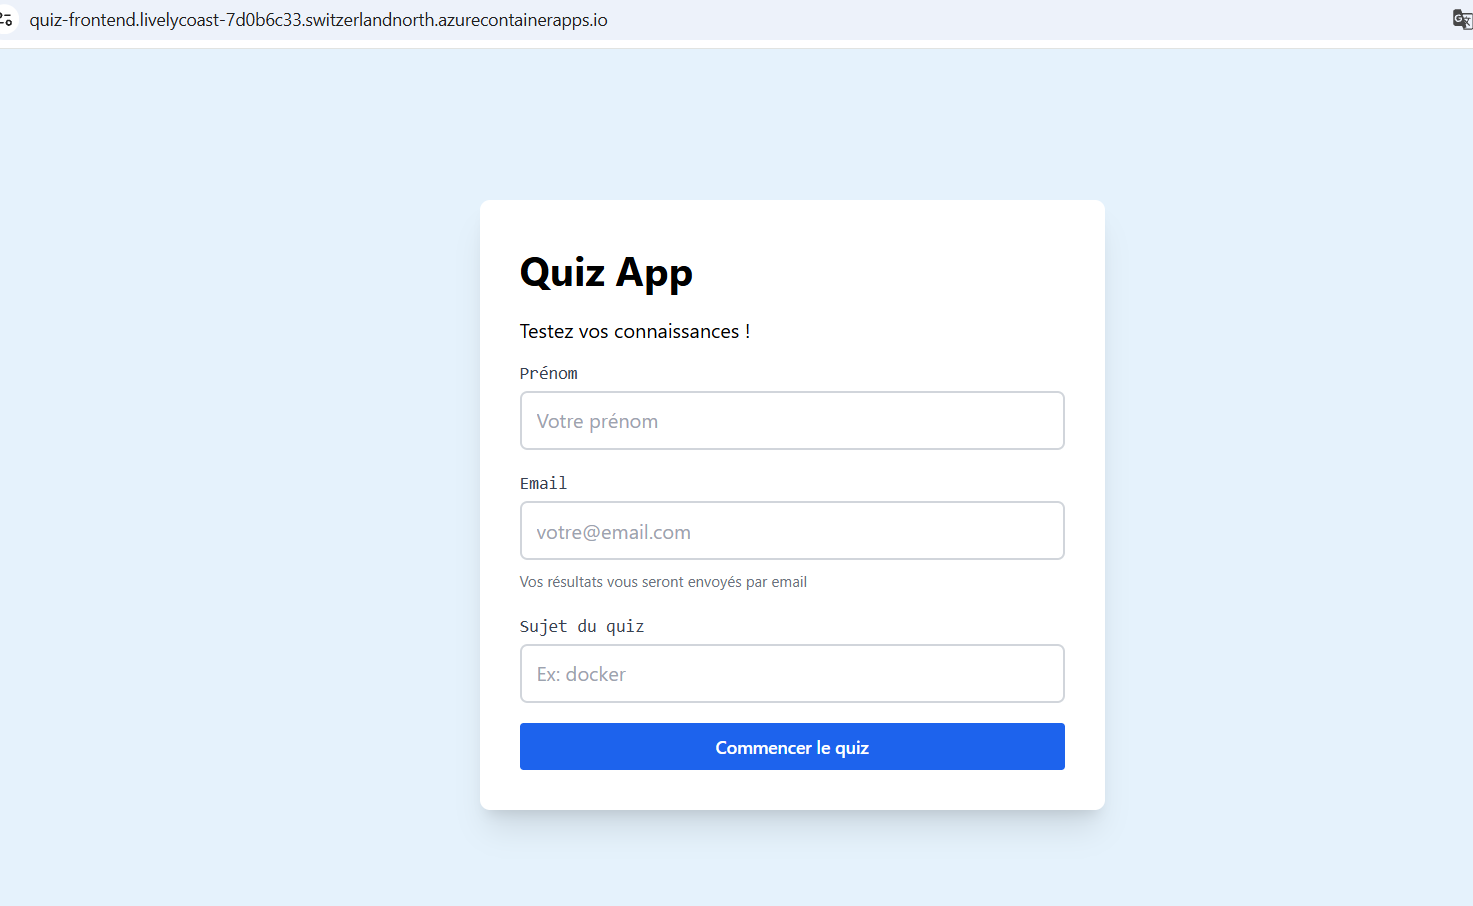 quiz-frontend.livelycoast-7d0b6c33.switzerlandnorth.azurecontainerapps.io
Quiz App
Testez vos connaissances !
Prénom
Votre prénom
Email
votre@email.com
Vos résultats vous seront envoyés par email
Sujet du quiz
Ex: docker
Commencer le quiz